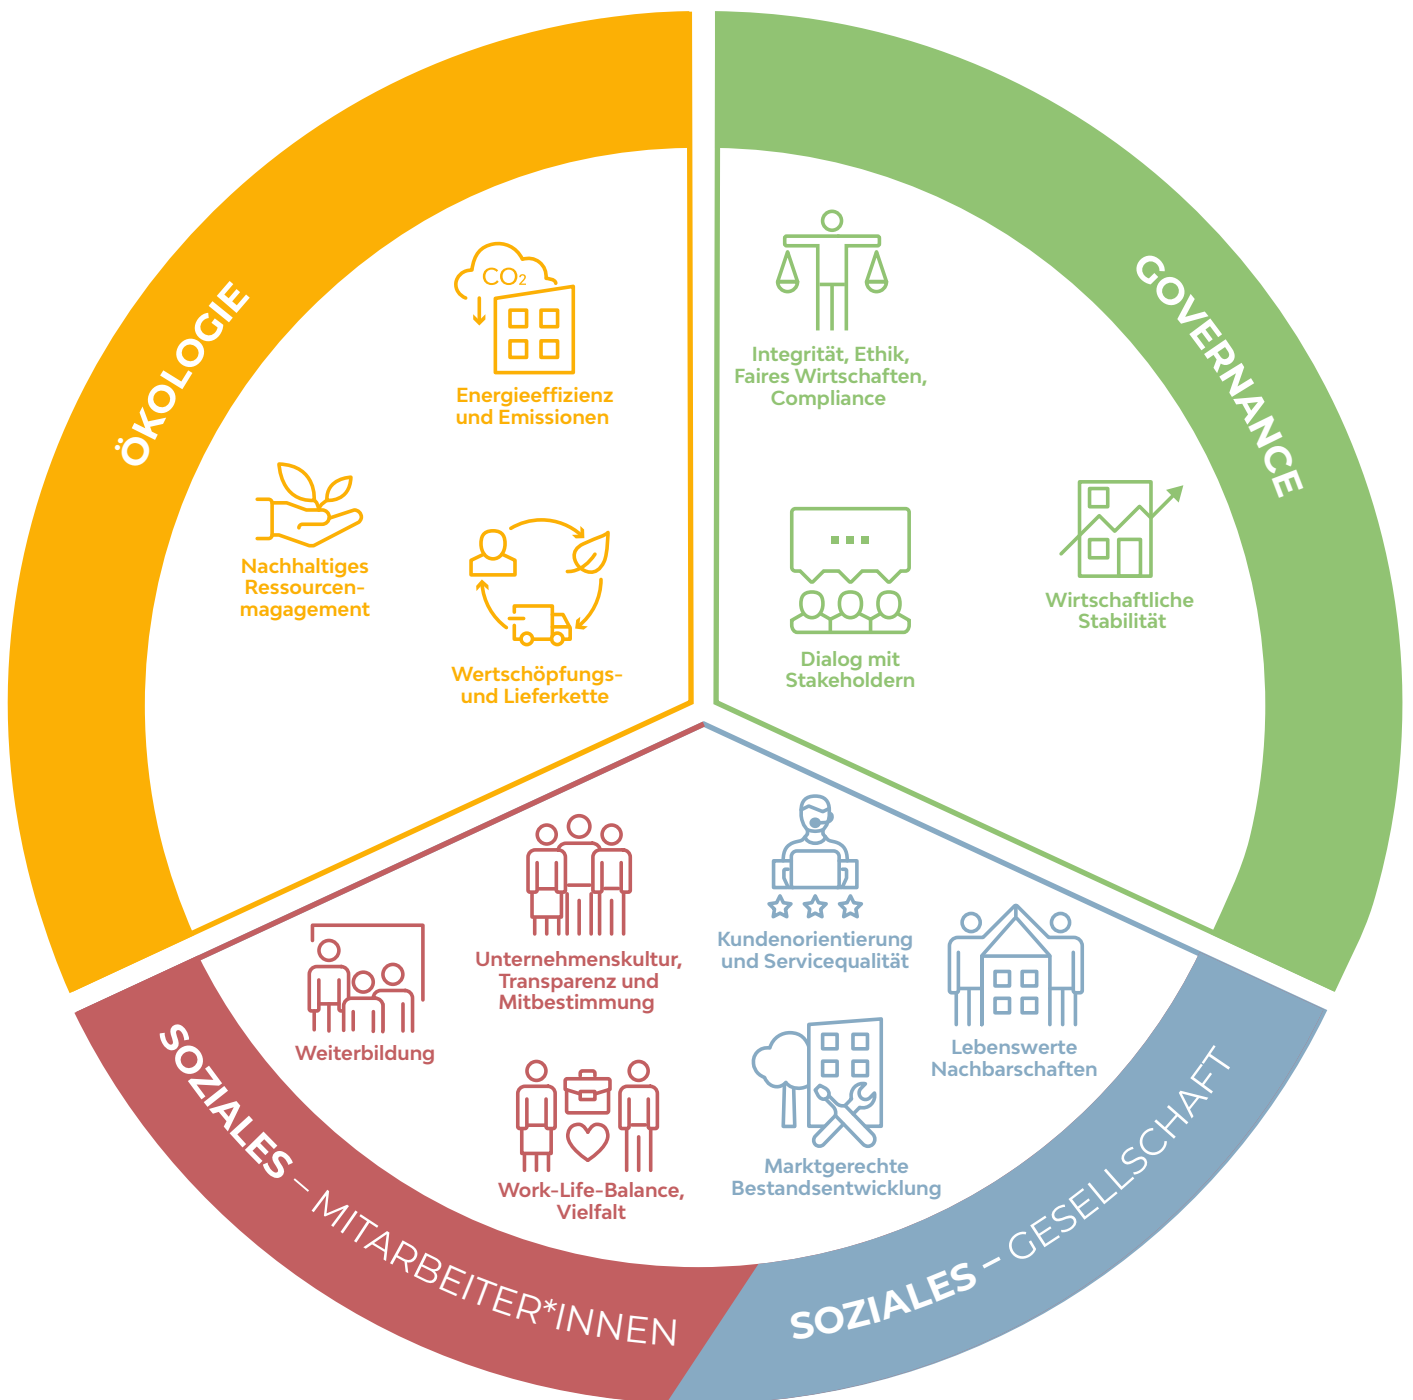 ÖKOLOGIE
CO2
Energieeffizienz
und Emissionen
Nachhaltiges
Ressourcen-
magagement
Wertschöpfungs-
und Lieferkette
GOVERNANCE
Integrität, Ethik,
Faires Wirtschaften,
Compliance
Dialog mit
Stakeholdern
Wirtschaftliche
Stabilität
SOZIALES – MITARBEITER*INNEN
Unternehmenskultur,
Transparenz und
Mitbestimmung
Weiterbildung
Work-Life-Balance,
Vielfalt
SOZIALES – GESELLSCHAFT
Kundenorientierung
und Servicequalität
Lebenswerte
Nachbarschaften
Marktgerechte
Bestandsentwicklung